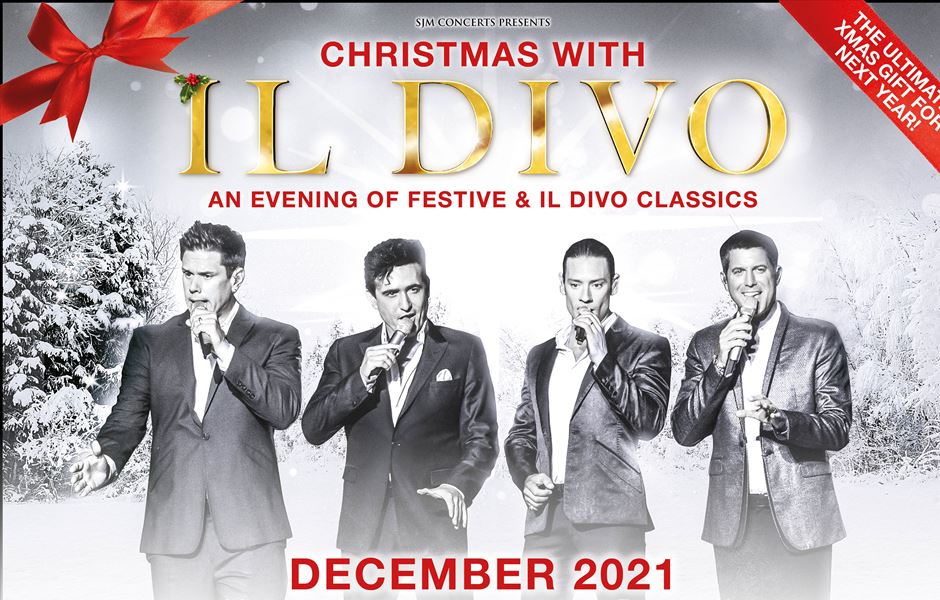 SJM CONCERTS PRESENTS
CHRISTMAS WITH
IL DIVO
AN EVENING OF FESTIVE & IL DIVO CLASSICS
THE ULTIMAT
XMAS GIFT FOR
NEXT YEAR!
DECEMBER 2021